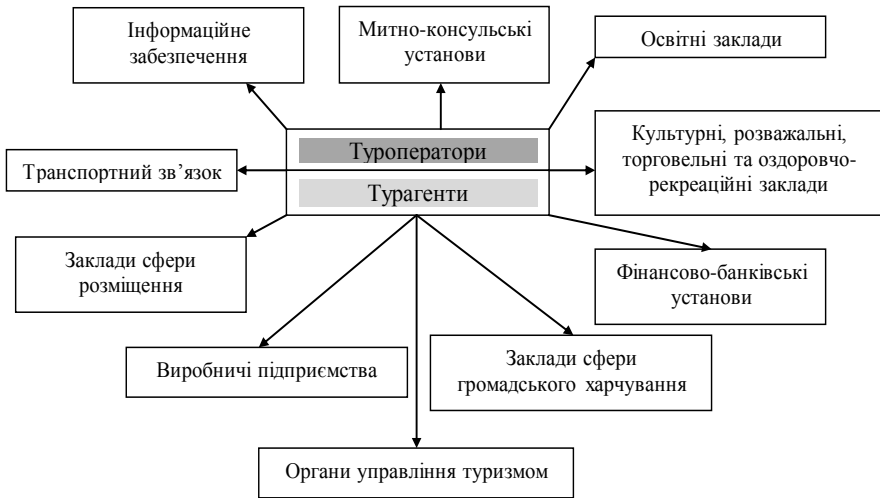 Інформаційне
забезпечення
Митно-консульські
установи
Освітні заклади
Туроператори
Турагенти
Транспортний зв’язок
Культурні, розважальні,
торговельні та оздоровчо-
рекреаційні заклади
Заклади сфери
розміщення
Фінансово-банківські
установи
Виробничі підприємства
Заклади сфери
громадського харчування
Органи управління туризмом